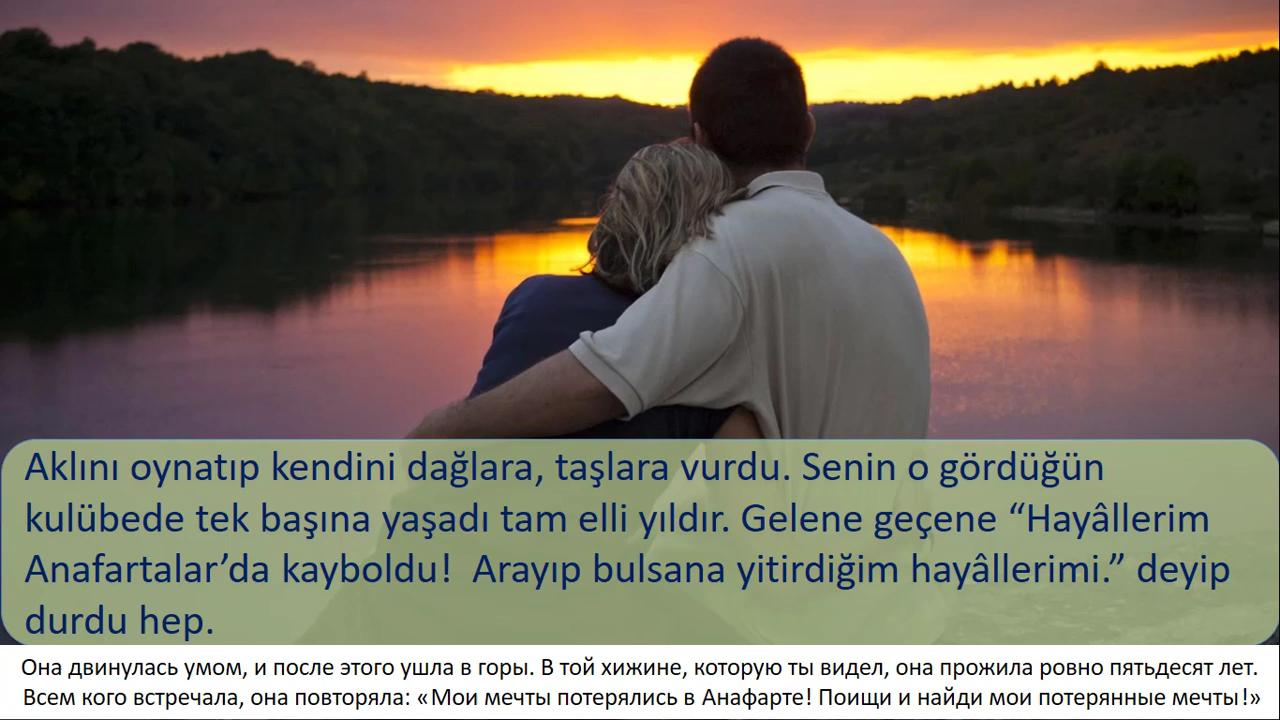 Aklını oynatıp kendini dağlara, taşlara vurdu. Senin o gördüğün
kulübede tek başına yaşadı tam elli yıldır. Gelene geçene “Hayâllerim
Anafartalar’da kayboldu!  Arayıp bulsana yitirdiğim hayâllerimi.” deyip
durdu hep.
Она двинулась умом, и после этого ушла в горы. В той хижине, которую ты видел, она прожила ровно пятьдесят лет.
Всем кого встречала, она повторяла: «Мои мечты потерялись в Анафарте! Поищи и найди мои потерянные мечты!»